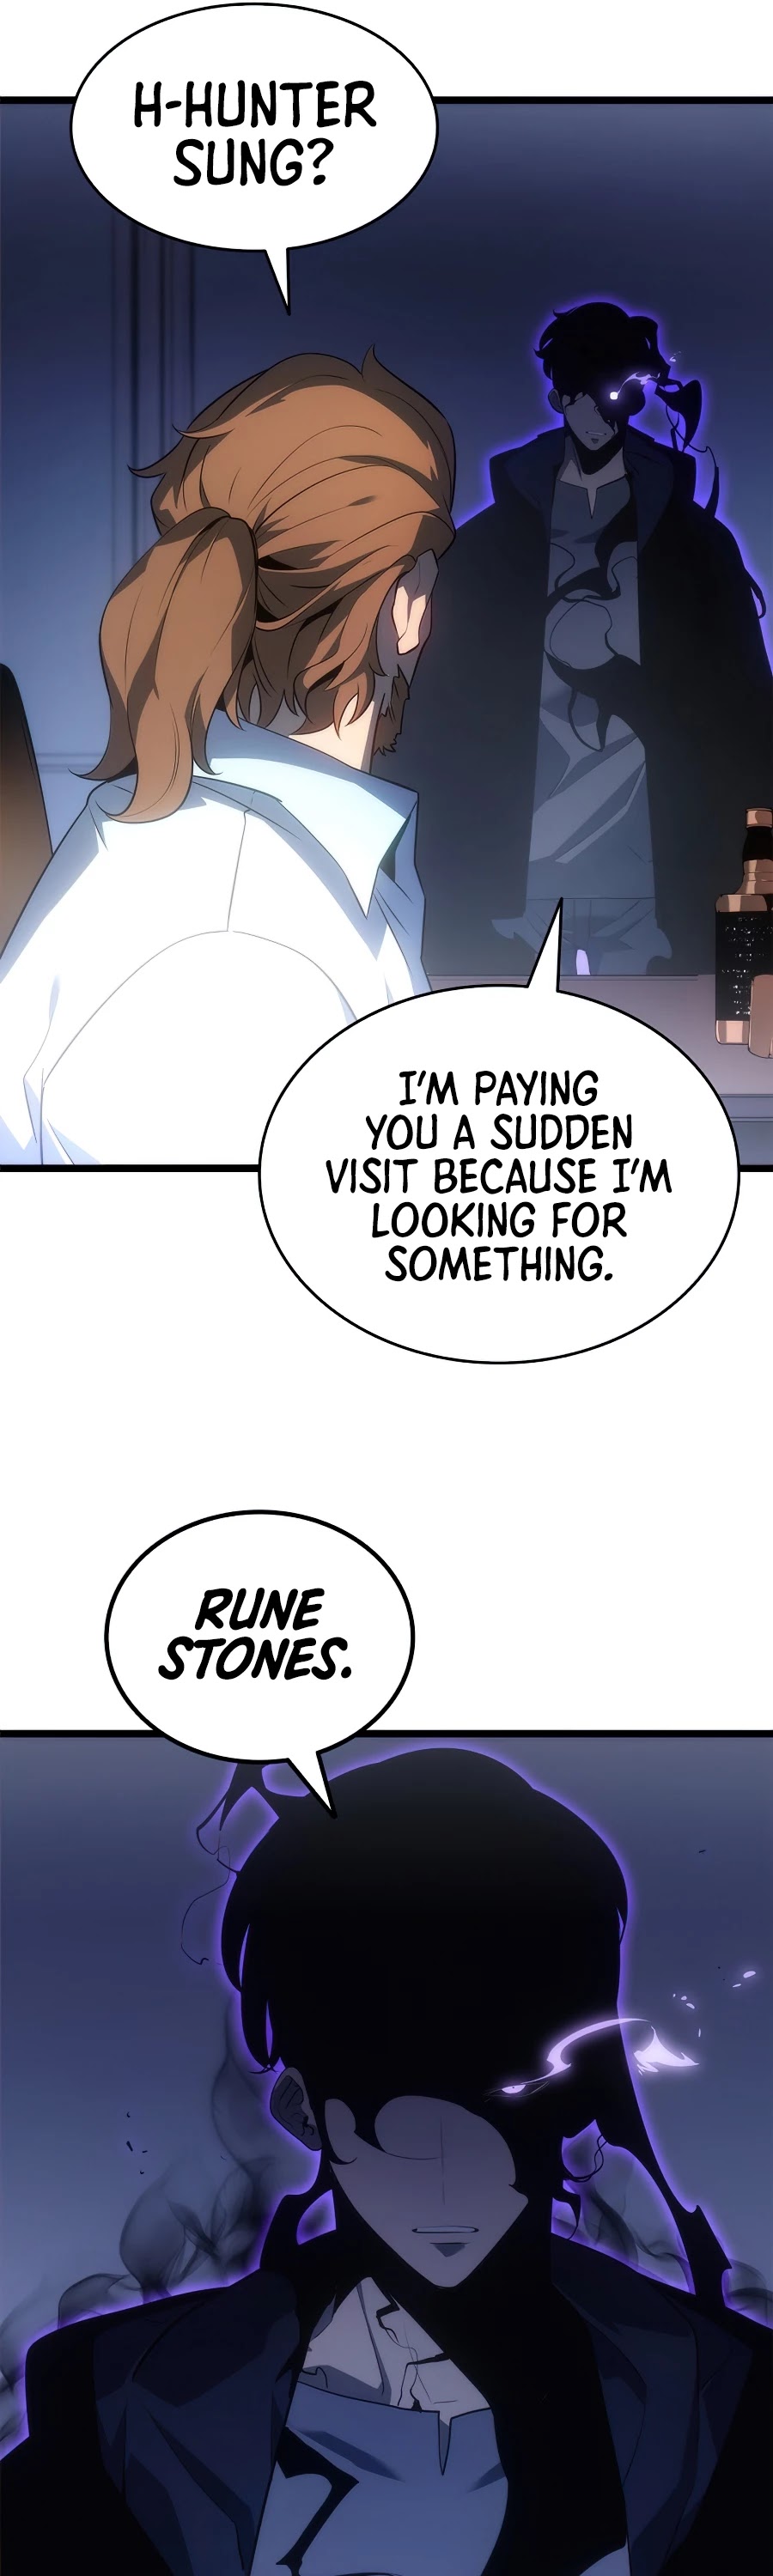 H-HUNTER
SUNG?
I'M PAYING
YOU A SUDDEN
VISIT BECAUSE I'M
LOOKING FOR
SOMETHING.
RUNE
STONES.